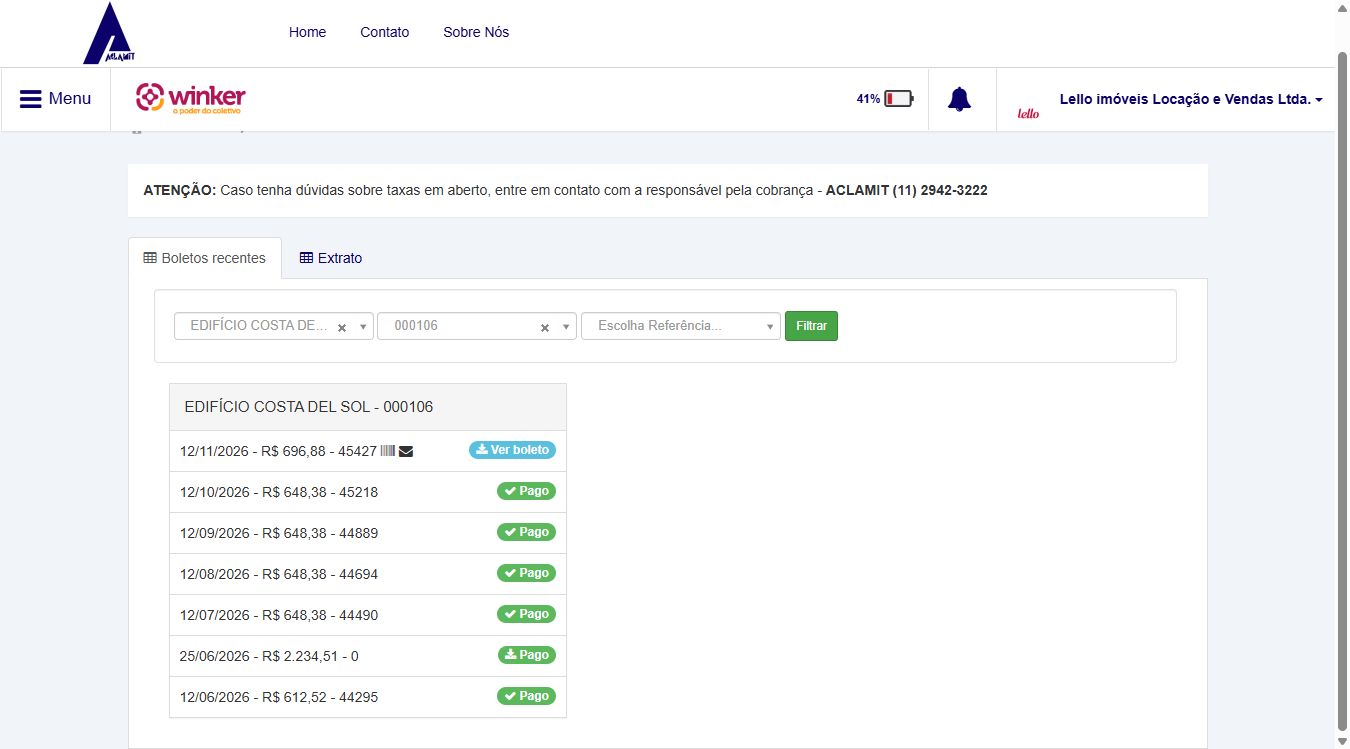 ACLAMIT
Home Contato Sobre Nós
Menu
winker
o poder do coletivo
41%
lello
Lello imóveis Locação e Vendas Ltda.
ATENÇÃO: Caso tenha dúvidas sobre taxas em aberto, entre em contato com a responsável pela cobrança - ACLAMIT (11) 2942-3222
Boletos recentes Extrato
EDIFÍCIO COSTA DE... × 000106 × Escolha Referência... Filtrar
EDIFÍCIO COSTA DEL SOL - 000106
12/11/2026 - R$ 696,88 - 45427 Ver boleto
12/10/2026 - R$ 648,38 - 45218 Pago
12/09/2026 - R$ 648,38 - 44889 Pago
12/08/2026 - R$ 648,38 - 44694 Pago
12/07/2026 - R$ 648,38 - 44490 Pago
25/06/2026 - R$ 2.234,51 - 0 Pago
12/06/2026 - R$ 612,52 - 44295 Pago